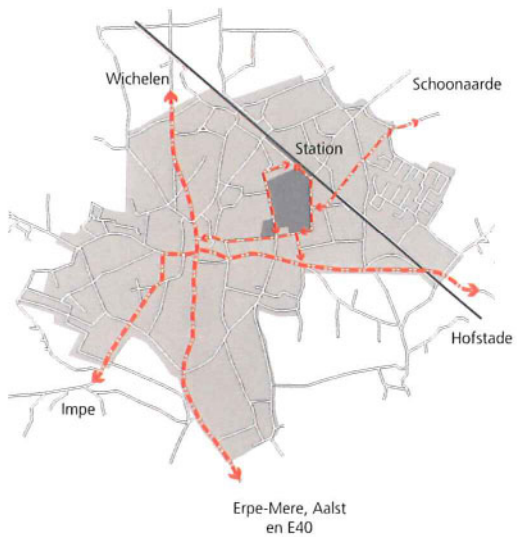 Wichelen
Schoonaarde
Station
Hofstade
Impe
Erpe-Mere, Aalst
en E40